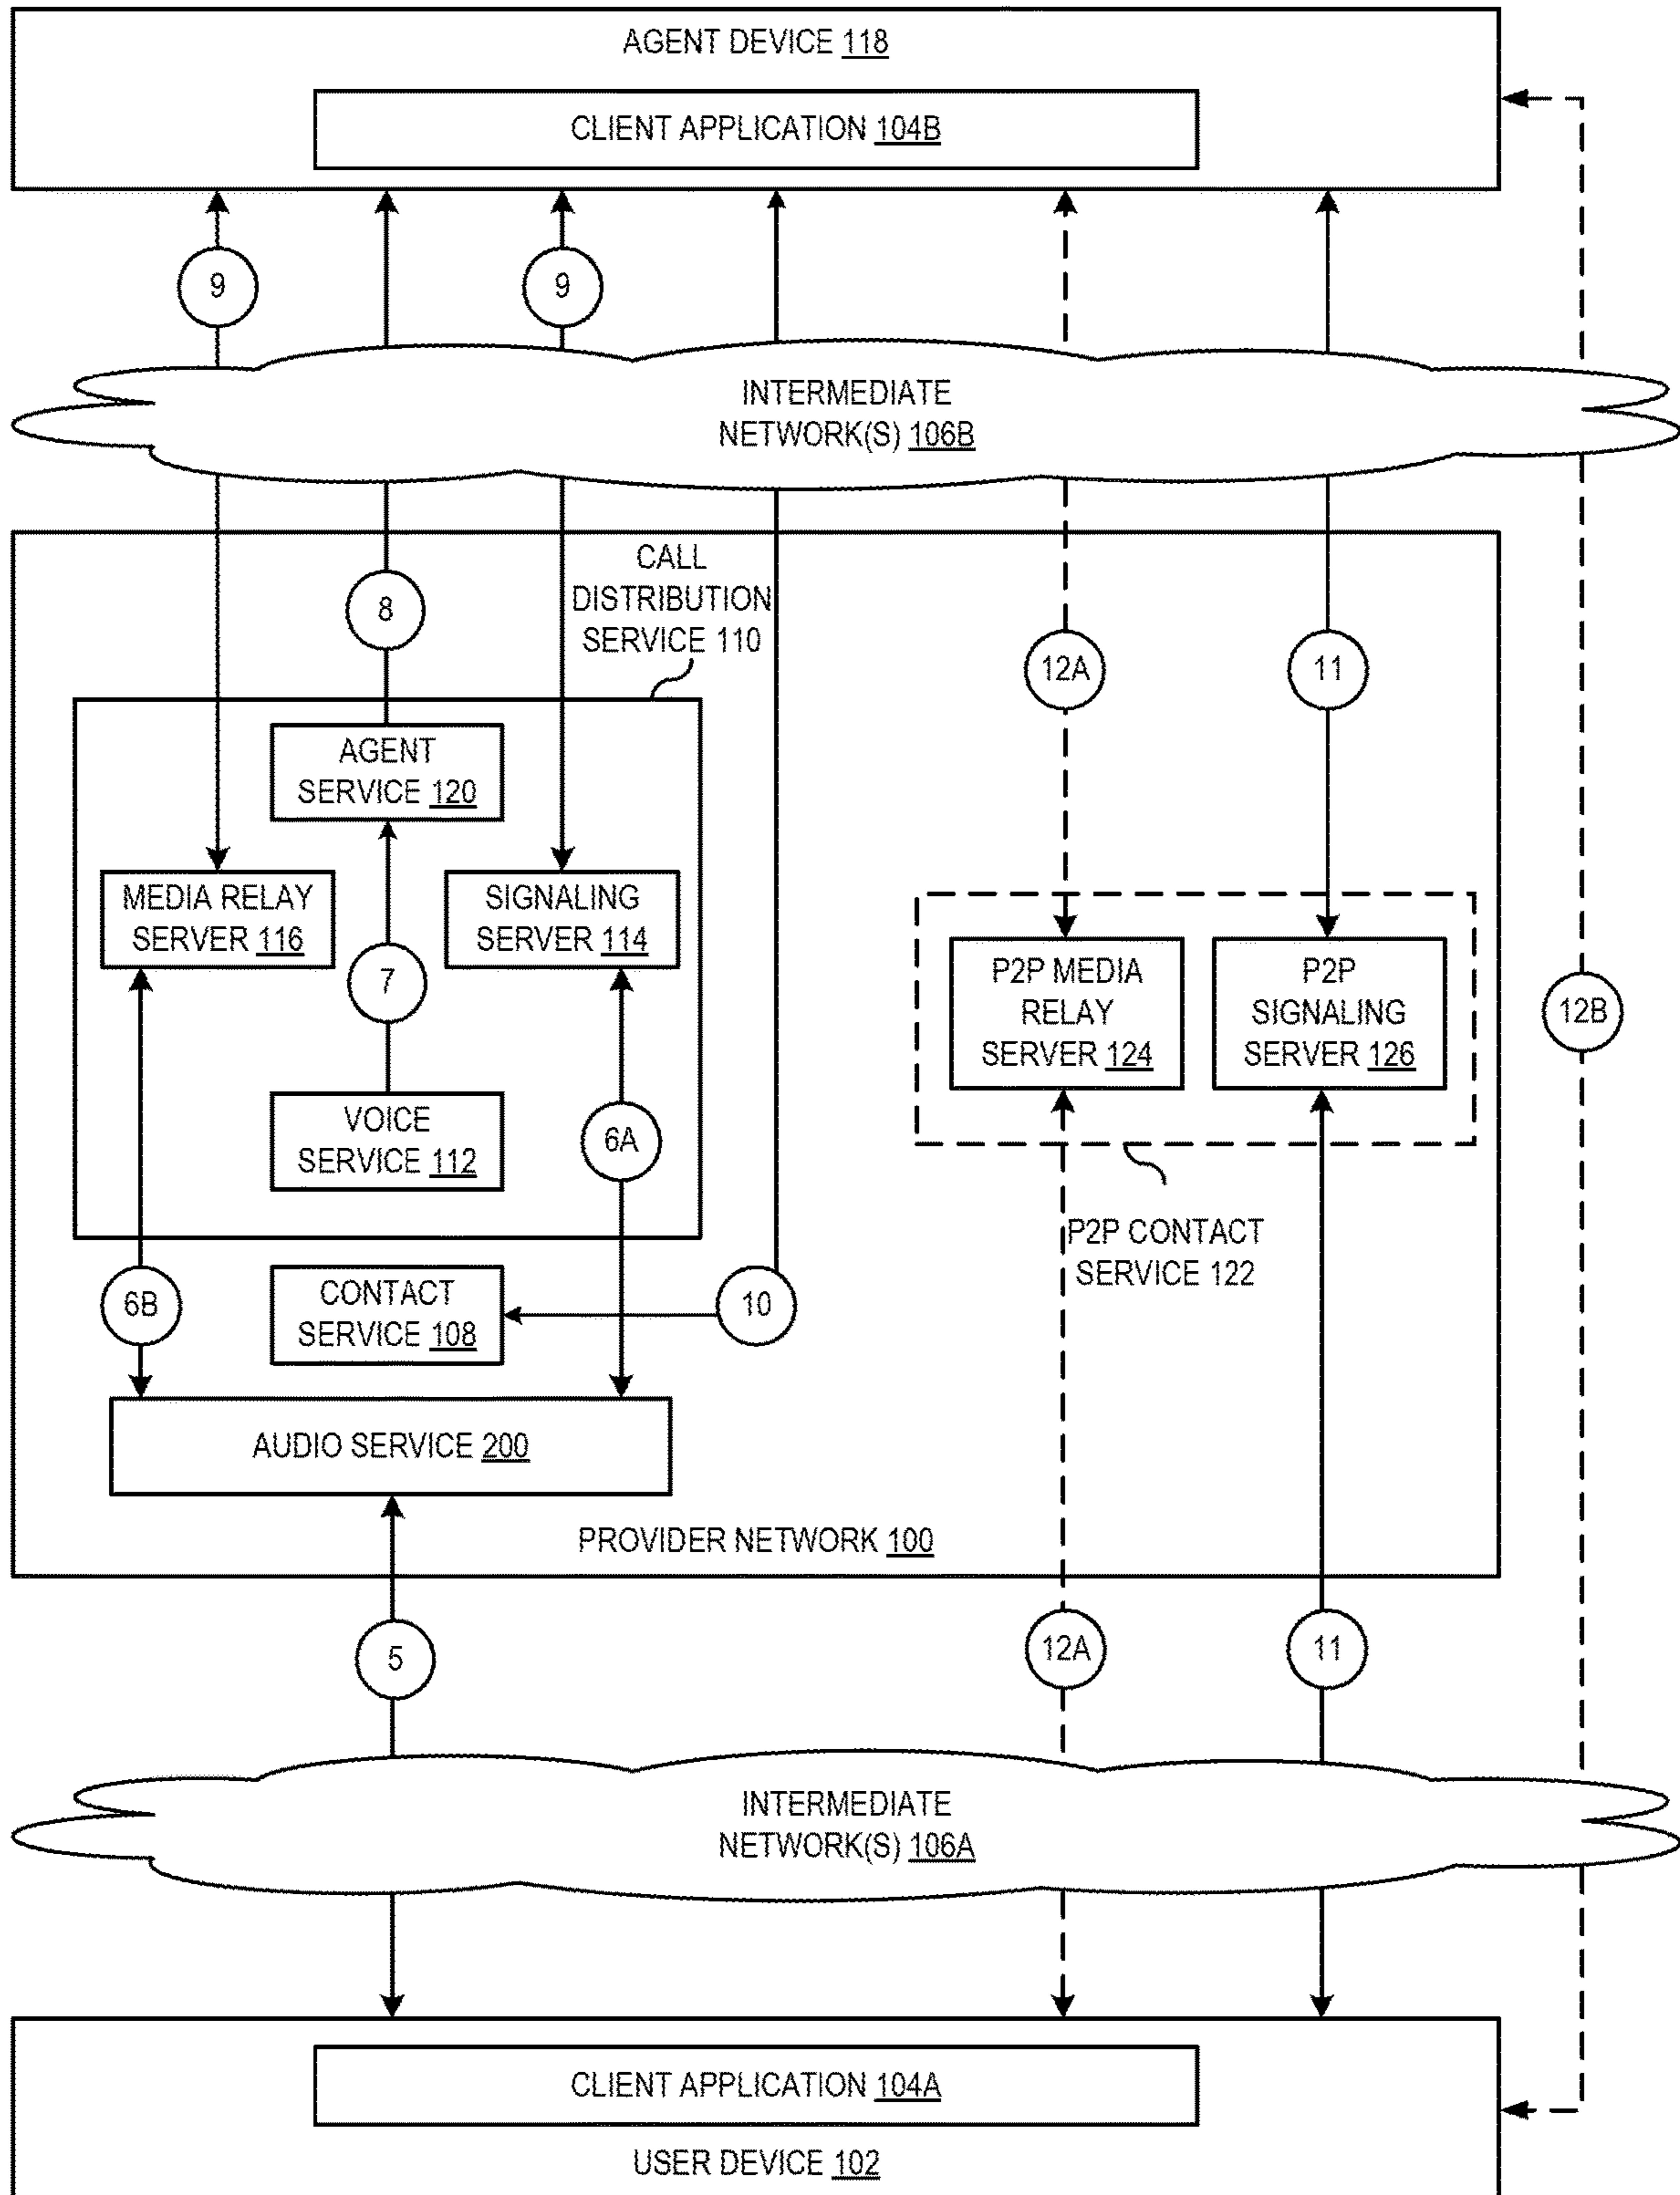 AGENT DEVICE 118
CLIENT APPLICATION 104B
9
9
INTERMEDIATE
NETWORK(S) 106B
CALL
DISTRIBUTION
SERVICE 110
8
12A
11
AGENT
SERVICE 120
MEDIA RELAY
SERVER 116
SIGNALING
SERVER 114
7
P2P MEDIA
RELAY
SERVER 124
P2P
SIGNALING
SERVER 126
12B
VOICE
SERVICE 112
6A
P2P CONTACT
SERVICE 122
6B
CONTACT
SERVICE 108
10
AUDIO SERVICE 200
PROVIDER NETWORK 100
5
12A
11
INTERMEDIATE
NETWORK(S) 106A
CLIENT APPLICATION 104A
USER DEVICE 102